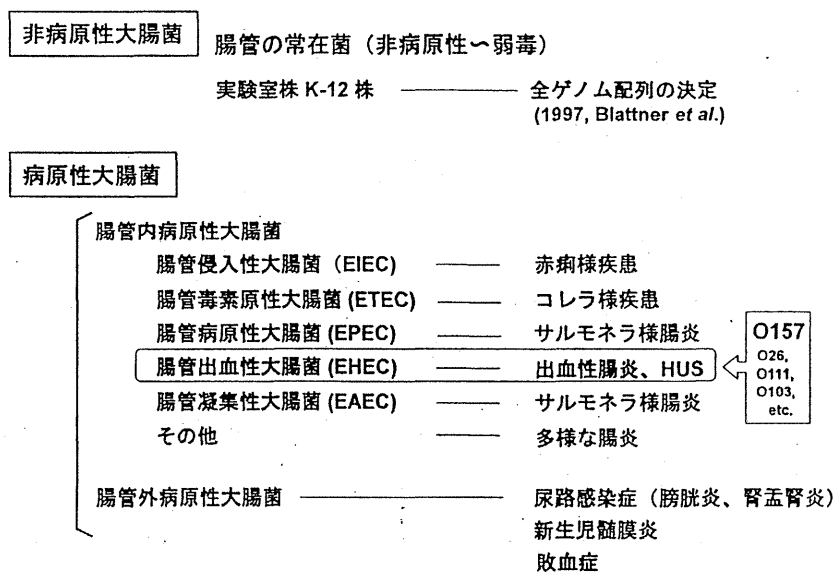 非病原性大腸菌
腸管の常在菌（非病原性〜弱毒）
実験室株 K-12 株 全ゲノム配列の決定
(1997, Blattner et al.)
病原性大腸菌
腸管内病原性大腸菌
腸管侵入性大腸菌（EIEC） 赤痢様疾患
腸管毒素原性大腸菌 (ETEC) コレラ様疾患
腸管病原性大腸菌 (EPEC) サルモネラ様腸炎
腸管出血性大腸菌 (EHEC) 出血性腸炎、HUS
腸管凝集性大腸菌 (EAEC) サルモネラ様腸炎
その他 多様な腸炎
O157
O26,
O111,
O103,
etc.
腸管外病原性大腸菌 尿路感染症（膀胱炎、腎盂腎炎）
新生児髄膜炎
敗血症